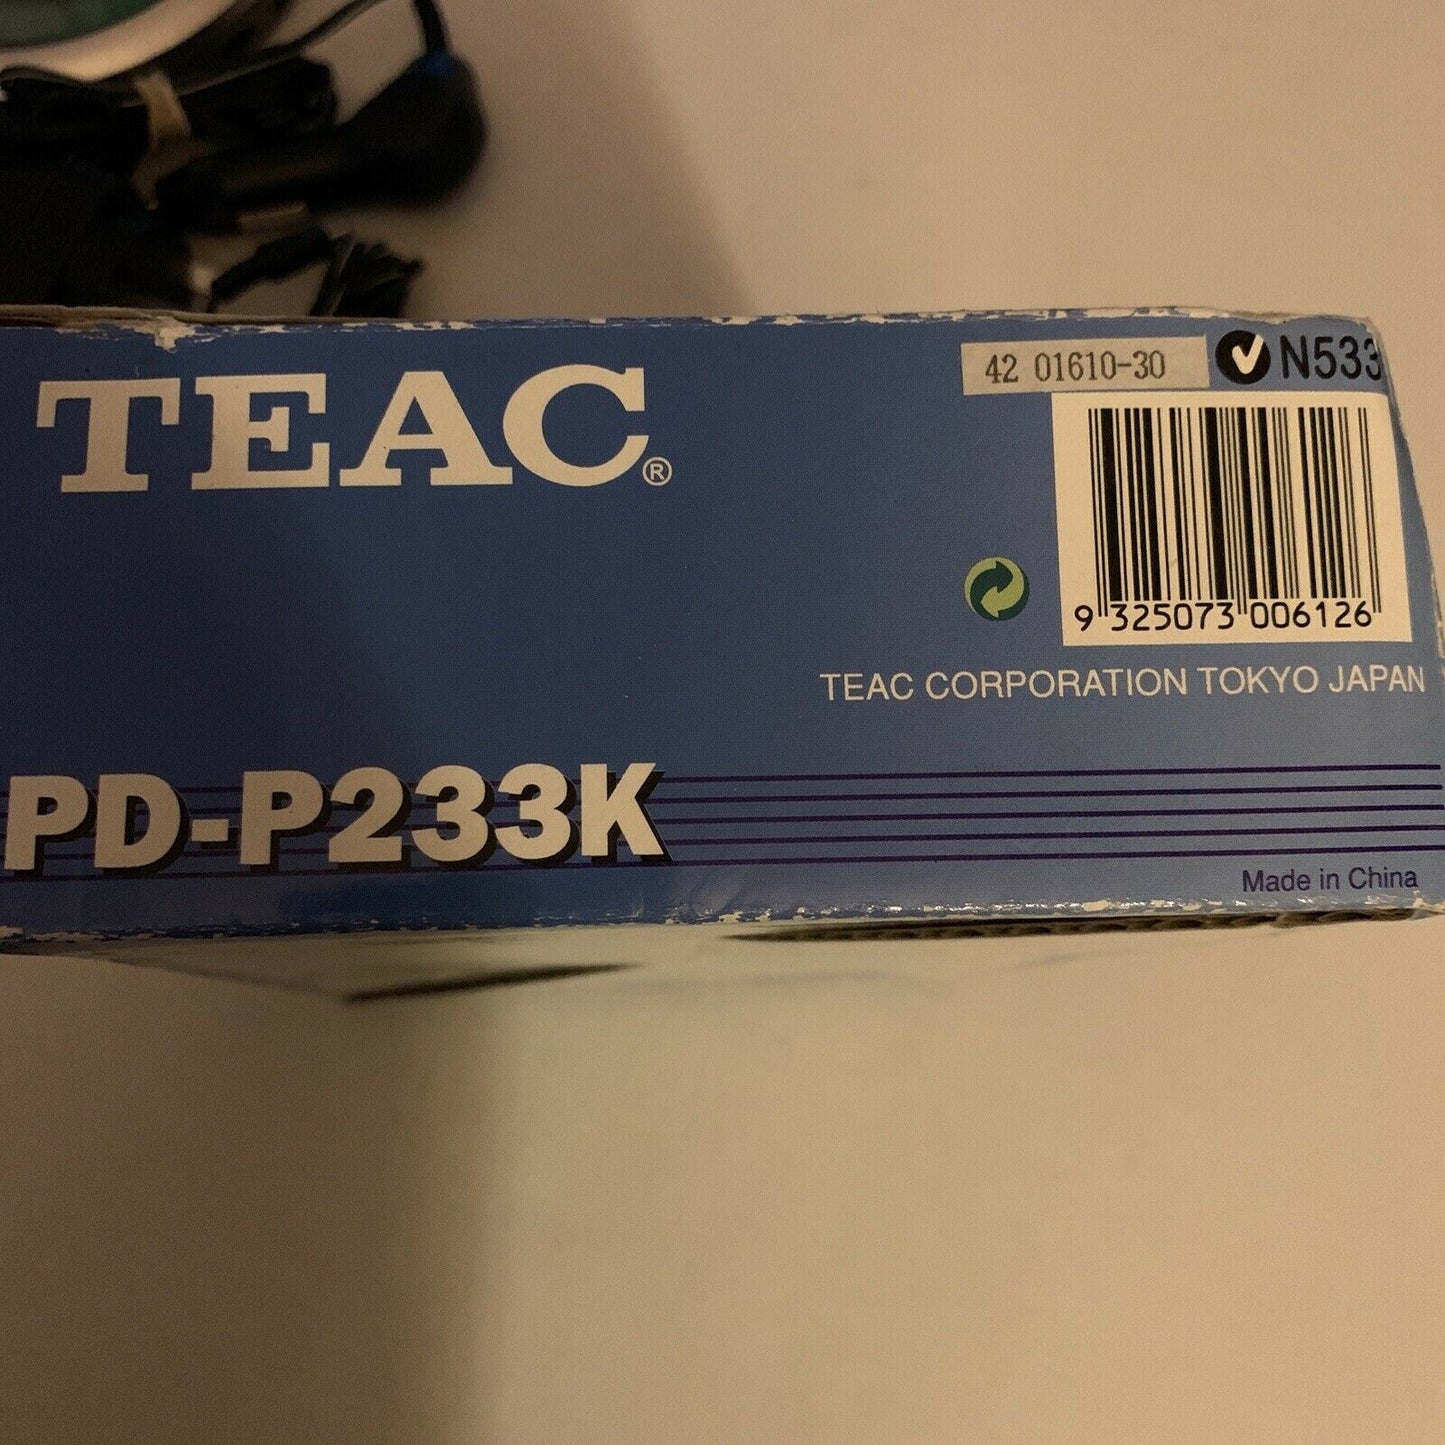 TEAC®
42 01610-30
N533
9 325073 006126
TEAC CORPORATION TOKYO JAPAN
PD-P233K
Made in China